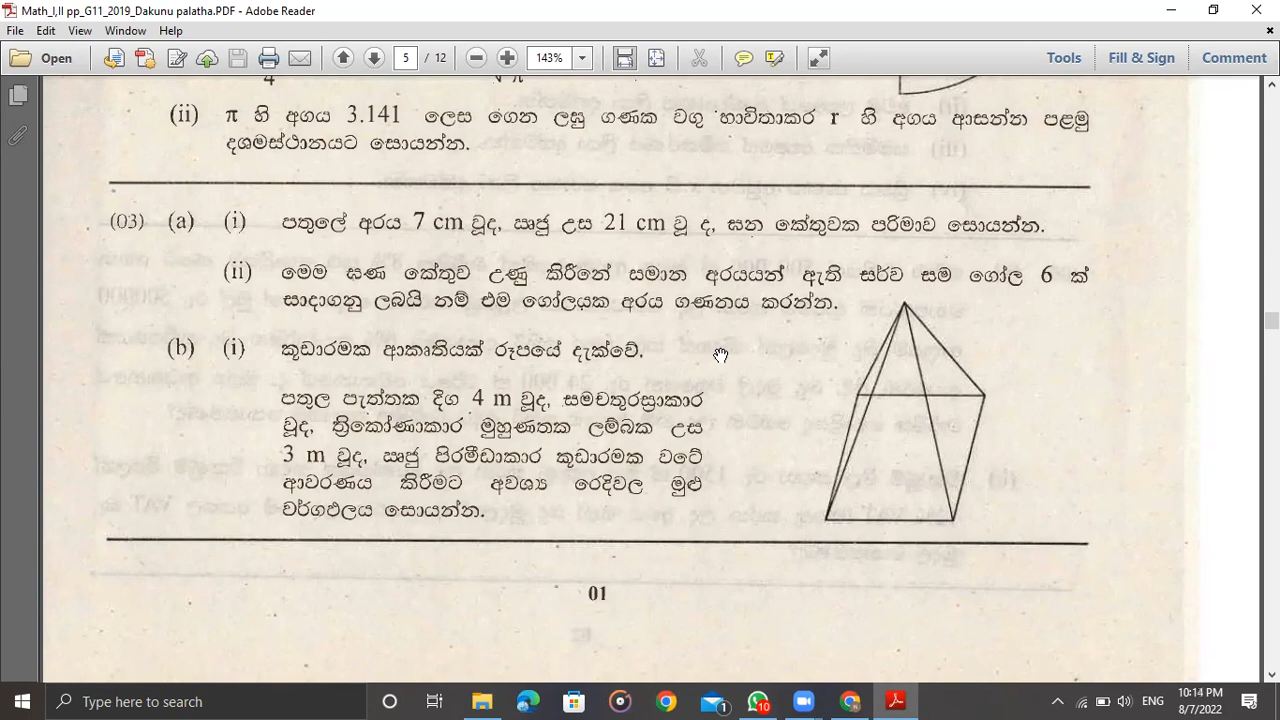 Math_I,II pp_G11_2019_Dakunu palatha.PDF - Adobe Reader
File Edit View Window Help
Open 5 / 12 143% Tools Fill & Sign Comment
4 √π
(ii) π හි අගය 3.141 ලෙස ගෙන ලඝු ගණක වගු භාවිතාකර r හි අගය ආසන්න පළමු
දශමස්ථානයට සොයන්න.
(03) (a) (i) පතුලේ අරය 7 cm වූද, ඍජු උස 21 cm වූ ද, ඝන කේතුවක පරිමාව සොයන්න.
(ii) මෙම ඝණ කේතුව උණු කිරීනේ සමාන අරයයන් ඇති සර්ව සම ගෝල 6 ක්
සාදාගනු ලබයි නම් එම ගෝලයක අරය ගණනය කරන්න.
(b) (i) කූඩාරමක ආකෘතියක් රූපයේ දැක්වේ.
පතුල පැත්තක දිග 4 m වූද, සමචතුරස්‍රාකාර
වූද, ත්‍රිකෝණාකාර මුහුණතක ලම්බක උස
3 m වූද, ඍජු පිරමීඩාකාර කූඩාරමක වටේ
ආවරණය කිරීමට අවශ්‍ය රෙදිවල මුළු
වර්ගඵලය සොයන්න.
01
Type here to search
1
10
ENG
10:14 PM
8/7/2022